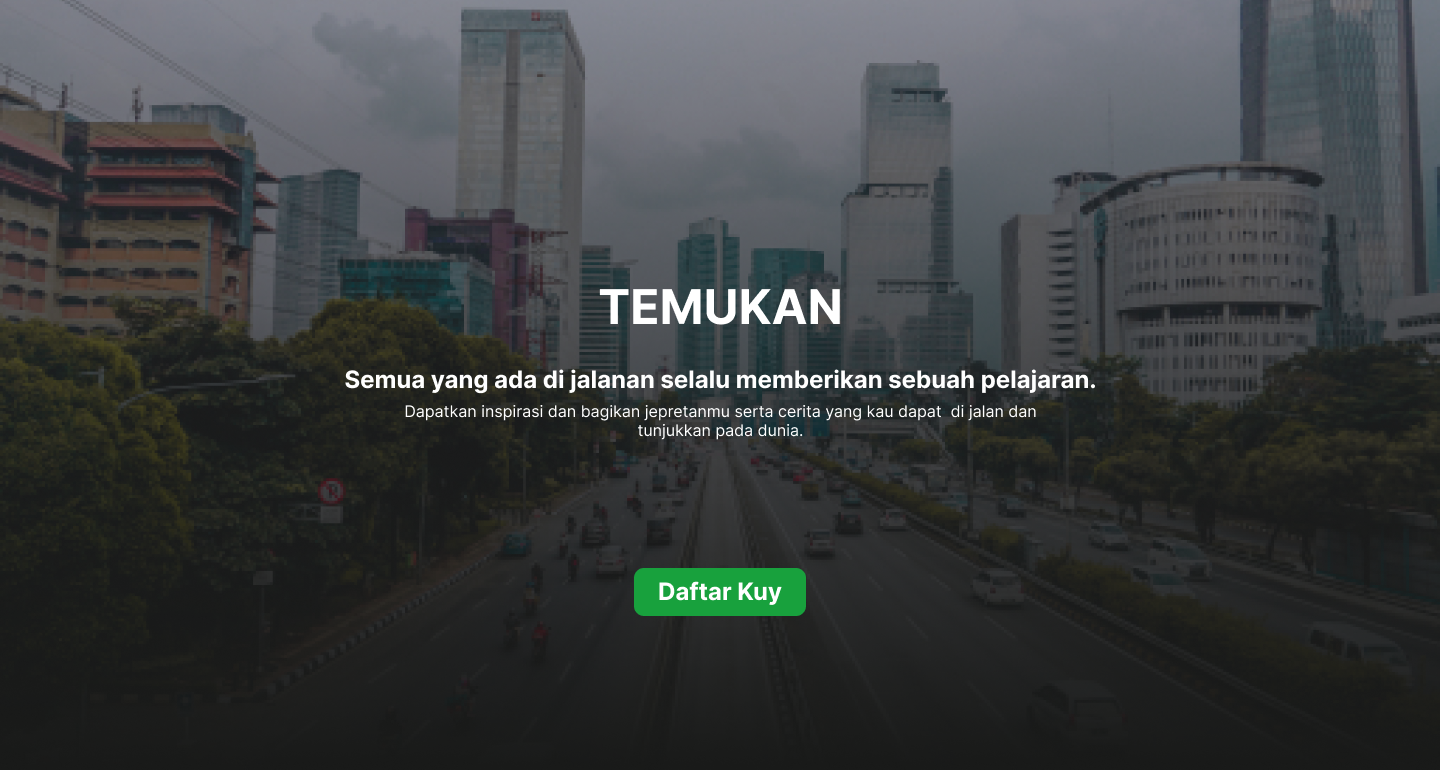 TEMUKAN
Semua yang ada di jalanan selalu memberikan sebuah pelajaran.
Dapatkan inspirasi dan bagikan jepretanmu serta cerita yang kau dapat  di jalan dan
tunjukkan pada dunia.
Daftar Kuy